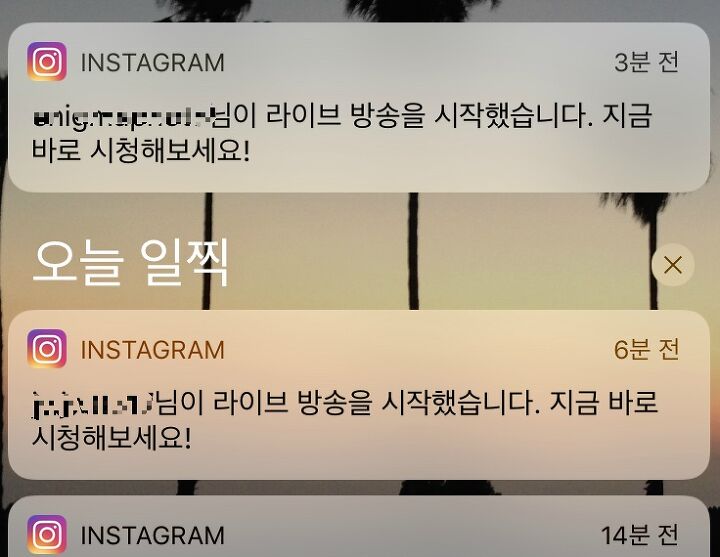 INSTAGRAM
3분 전
님이 라이브 방송을 시작했습니다. 지금
바로 시청해보세요!
오늘 일찍
INSTAGRAM
6분 전
님이 라이브 방송을 시작했습니다. 지금 바로
시청해보세요!
INSTAGRAM
14분 전